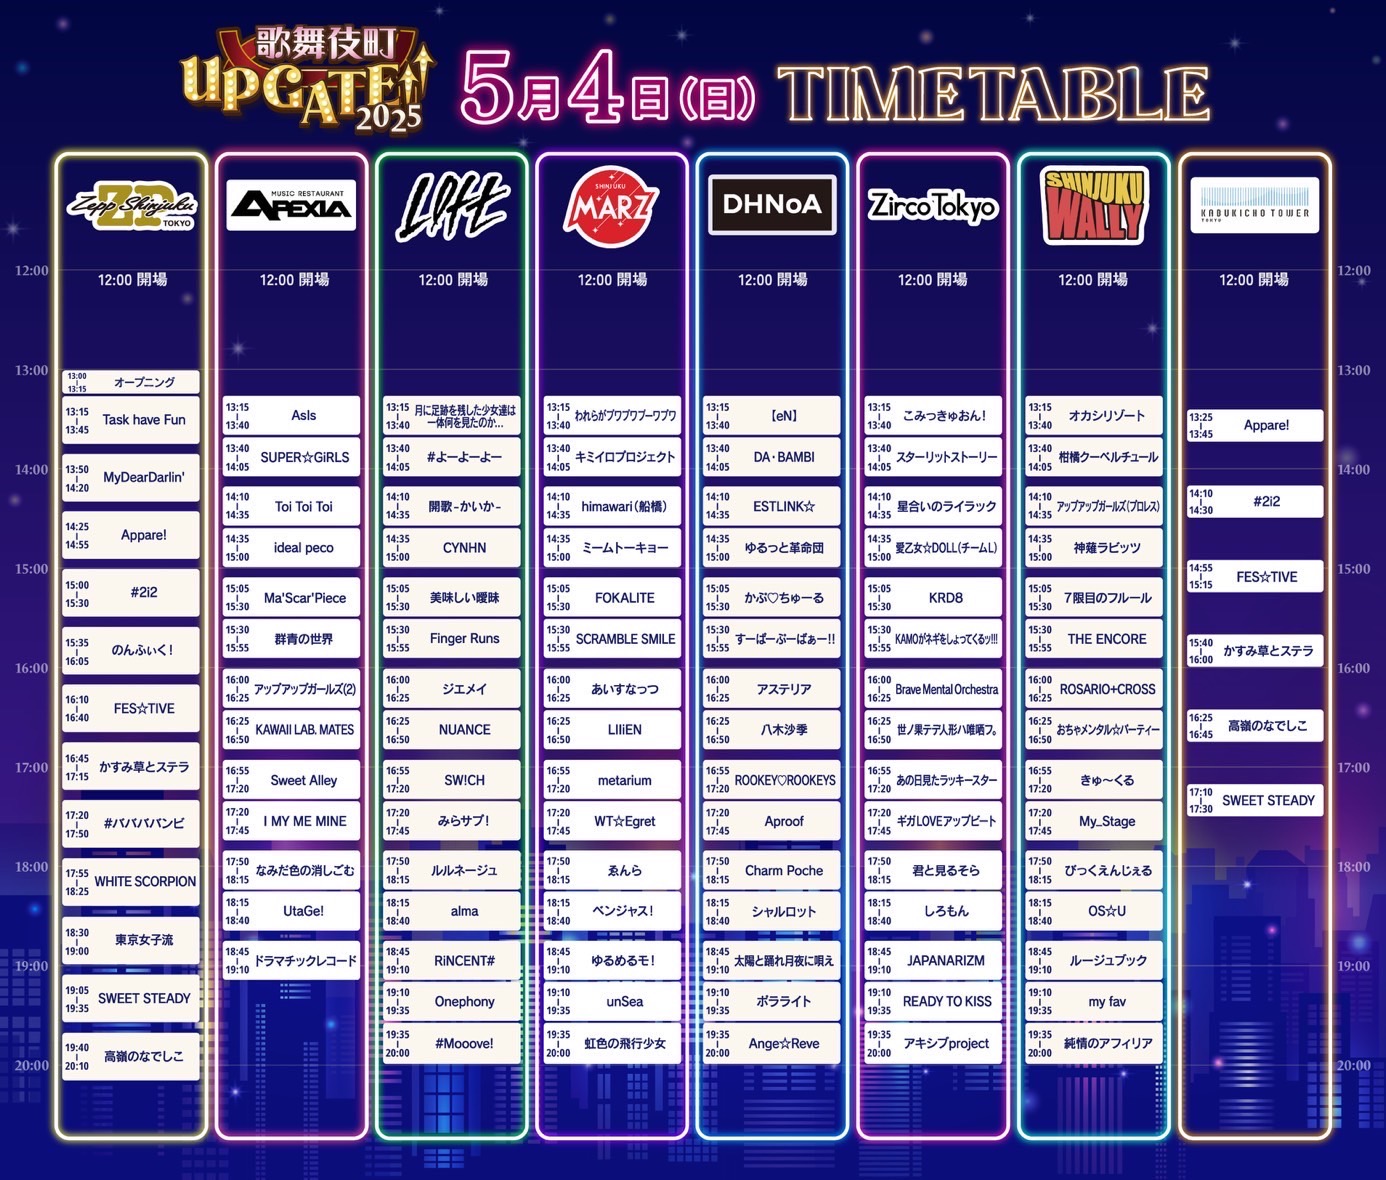 歌舞伎町
UPGATE!!
2025
5月4日(日) TIMETABLE
Zepp Shinjuku
TOKYO
12:00 開場
13:00
13:15
オープニング
13:15
13:45
Task have Fun
13:50
14:20
MyDearDarlin'
14:25
14:55
Appare!
15:00
15:30
#2i2
15:35
16:05
のんふぃく！
16:10
16:40
FES☆TIVE
16:45
17:15
かすみ草とステラ
17:20
17:50
#ババババンビ
17:55
18:25
WHITE SCORPION
18:30
19:00
東京女子流
19:05
19:35
SWEET STEADY
19:40
20:10
高嶺のなでしこ
MUSIC RESTAURANT
APEXIA
12:00 開場
13:15
13:40
AsIs
13:40
14:05
SUPER☆GiRLS
14:10
14:35
Toi Toi Toi
14:35
15:00
ideal peco
15:05
15:30
Ma'Scar'Piece
15:30
15:55
群青の世界
16:00
16:25
アップアップガールズ(2)
16:25
16:50
KAWAII LAB. MATES
16:55
17:20
Sweet Alley
17:20
17:45
I MY ME MINE
17:50
18:15
なみだ色の消しごむ
18:15
18:40
UtaGe!
18:45
19:10
ドラマチックレコード
LOFT
12:00 開場
13:15
13:40
月に足跡を残した少女達は
一体何を見たのか…
13:40
14:05
#よーよーよー
14:10
14:35
開歌-かいか-
14:35
15:00
CYNHN
15:05
15:30
美味しい曖昧
15:30
15:55
Finger Runs
16:00
16:25
ジエメイ
16:25
16:50
NUANCE
16:55
17:20
SW!CH
17:20
17:45
みらサブ！
17:50
18:15
ルルネージュ
18:15
18:40
alma
18:45
19:10
RiNCENT#
19:10
19:35
Onephony
19:35
20:00
#Mooove!
SHINJUKU
MARZ
12:00 開場
13:15
13:40
われらがプワプワプーワプワ
13:40
14:05
キミイロプロジェクト
14:10
14:35
himawari(船橋)
14:35
15:00
ミームトーキョー
15:05
15:30
FOKALITE
15:30
15:55
SCRAMBLE SMILE
16:00
16:25
あいすなっつ
16:25
16:50
LIIiEN
16:55
17:20
metarium
17:20
17:45
WT☆Egret
17:50
18:15
ゑんら
18:15
18:40
ベンジャス！
18:45
19:10
ゆるめるモ！
19:10
19:35
unSea
19:35
20:00
虹色の飛行少女
DHNoA
12:00 開場
13:15
13:40
【eN】
13:40
14:05
DA・BAMBI
14:10
14:35
ESTLINK☆
14:35
15:00
ゆるっと革命団
15:05
15:30
かぷ♡ちゅーる
15:30
15:55
すーぱーぷーばぁー!!
16:00
16:25
アステリア
16:25
16:50
八木沙季
16:55
17:20
ROOKEY♡ROOKEYS
17:20
17:45
Aproof
17:50
18:15
Charm Poche
18:15
18:40
シャルロット
18:45
19:10
太陽と踊れ月夜に唄え
19:10
19:35
ポラライト
19:35
20:00
Ange☆Reve
Zirco Tokyo
12:00 開場
13:15
13:40
こみっきゅおん！
13:40
14:05
スターリットストーリー
14:10
14:35
星合いのライラック
14:35
15:00
愛乙女☆DOLL(チームL)
15:05
15:30
KRD8
15:30
15:55
KAMOがネギをしょってくるッ!!!
16:00
16:25
Brave Mental Orchestra
16:25
16:50
世ノ果テデ人形ハ嗤哂フ。
16:55
17:20
あの日見たラッキースター
17:20
17:45
ギガLOVEアップビート
17:50
18:15
君と見るそら
18:15
18:40
しろもん
18:45
19:10
JAPANARIZM
19:10
19:35
READY TO KISS
19:35
20:00
アキシブproject
SHINJUKU
WALLY
12:00 開場
13:15
13:40
オカシリゾート
13:40
14:05
柑橘クーベルチュール
14:10
14:35
アップアップガールズ(プロレス)
14:35
15:00
神薙ラビッツ
15:05
15:30
7限目のフルール
15:30
15:55
THE ENCORE
16:00
16:25
ROSARIO+CROSS
16:25
16:50
おちゃメンタル☆パーティー
16:55
17:20
きゅ〜くる
17:20
17:45
My_Stage
17:50
18:15
びっくえんじぇる
18:15
18:40
OS☆U
18:45
19:10
ルージュブック
19:10
19:35
my fav
19:35
20:00
純情のアフィリア
KABUKICHO TOWER
TOKYU
12:00 開場
13:25
13:45
Appare!
14:10
14:30
#2i2
14:55
15:15
FES☆TIVE
15:40
16:00
かすみ草とステラ
16:25
16:45
高嶺のなでしこ
17:10
17:30
SWEET STEADY
12:00
13:00
14:00
15:00
16:00
17:00
18:00
19:00
20:00
12:00
13:00
14:00
15:00
16:00
17:00
18:00
19:00
20:00